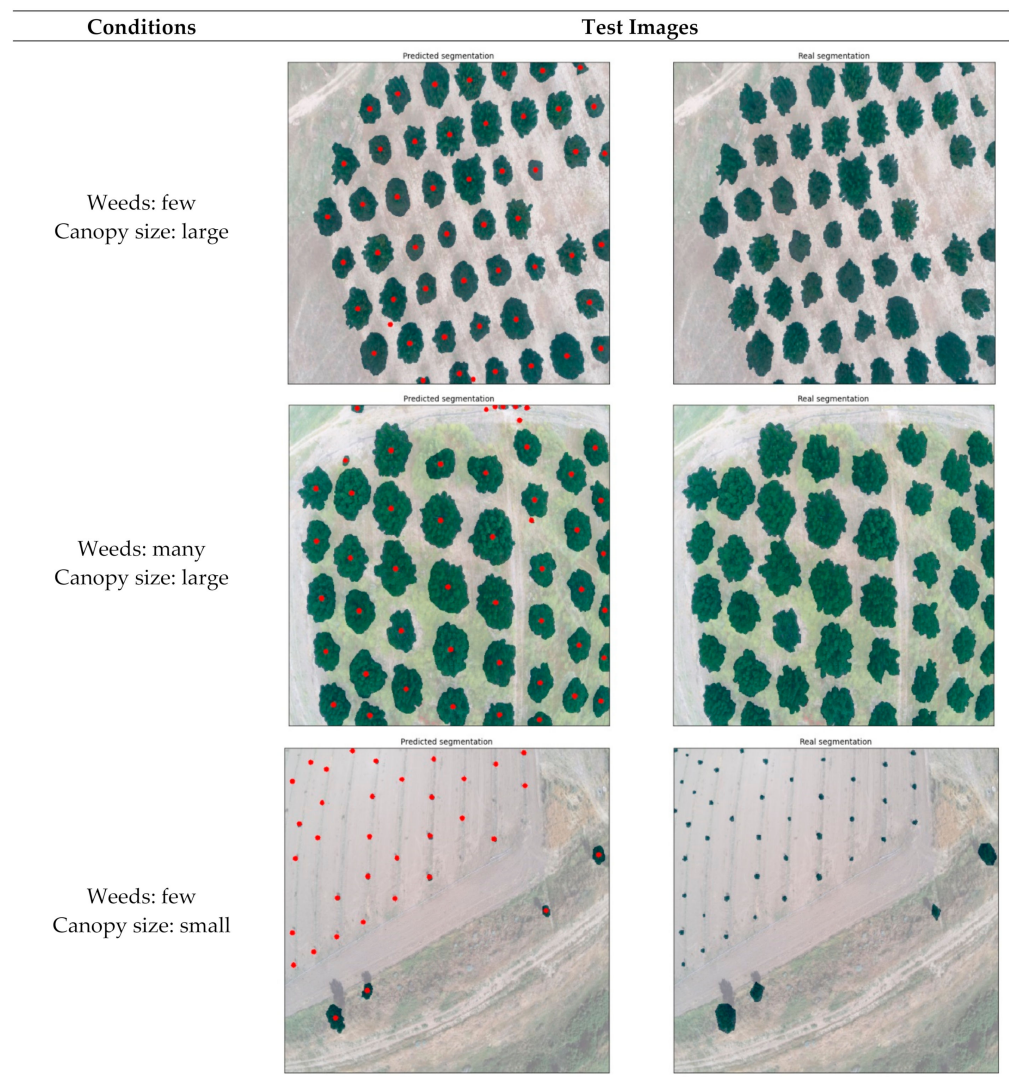 Conditions Test Images
Predicted segmentation Real segmentation
Weeds: few
Canopy size: large
Predicted segmentation Real segmentation
Weeds: many
Canopy size: large
Predicted segmentation Real segmentation
Weeds: few
Canopy size: small